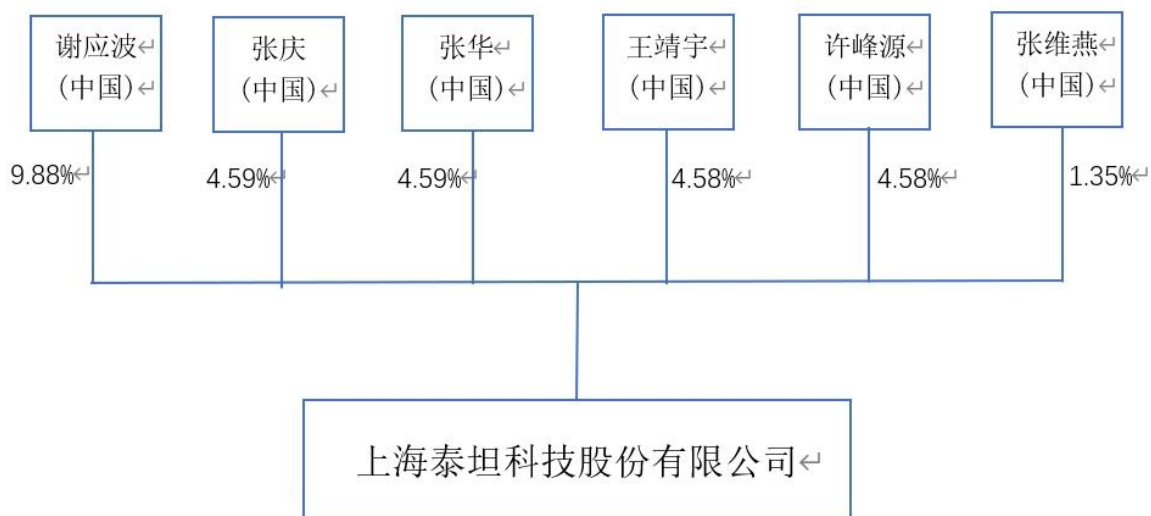 谢应波↵
(中国)↵
张庆
(中国)↵
张华↵
(中国)↵
王靖宇↵
(中国)↵
许峰源↵
(中国)↵
张维燕↵
(中国)↵
9.88%↵
4.59%↵
4.59%↵
4.58%↵
4.58%↵
1.35%↵
上海泰坦科技股份有限公司↵